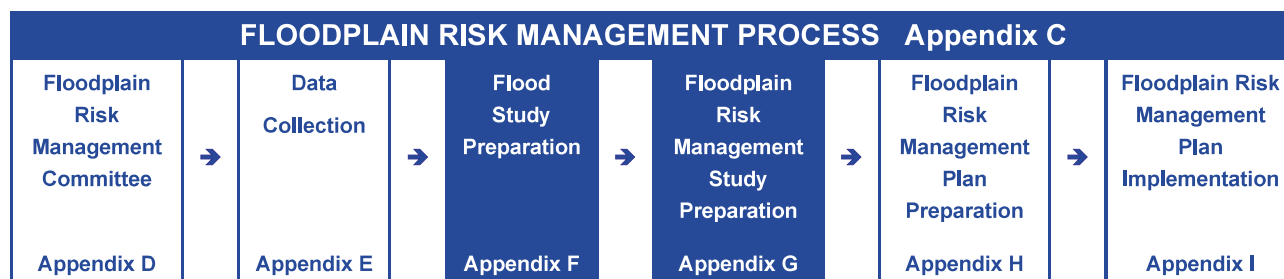 FLOODPLAIN RISK MANAGEMENT PROCESS Appendix C
Floodplain
Risk
Management
Committee
Appendix D
➔
Data
Collection
Appendix E
➔
Flood
Study
Preparation
Appendix F
➔
Floodplain
Risk
Management
Study
Preparation
Appendix G
➔
Floodplain
Risk
Management
Plan
Preparation
Appendix H
➔
Floodplain Risk
Management
Plan
Implementation
Appendix I